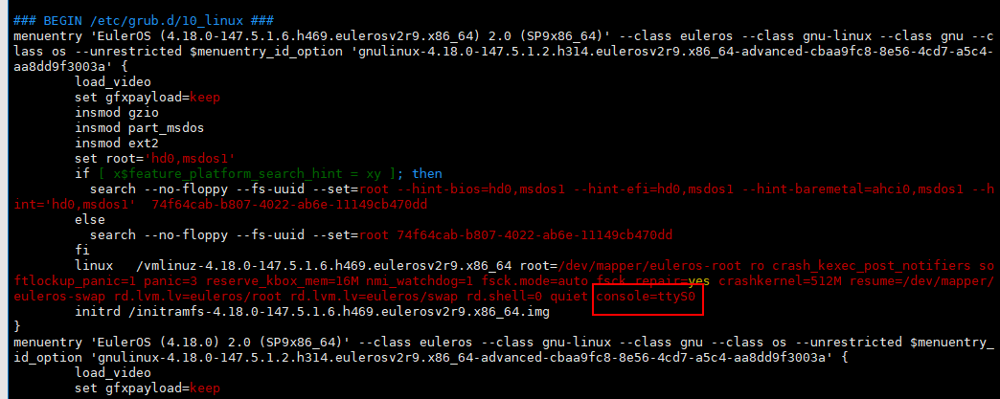 ### BEGIN /etc/grub.d/10_linux ###
menuentry 'EulerOS (4.18.0-147.5.1.6.h469.eulerosv2r9.x86_64) 2.0 (SP9x86_64)' --class euleros --class gnu-linux --class gnu --c
lass os --unrestricted $menuentry_id_option 'gnulinux-4.18.0-147.5.1.2.h314.eulerosv2r9.x86_64-advanced-cbaa9fc8-8e56-4cd7-a5c4-
aa8dd9f3003a' {
        load_video
        set gfxpayload=keep
        insmod gzio
        insmod part_msdos
        insmod ext2
        set root='hd0,msdos1'
        if [ x$feature_platform_search_hint = xy ]; then
          search --no-floppy --fs-uuid --set=root --hint-bios=hd0,msdos1 --hint-efi=hd0,msdos1 --hint-baremetal=ahci0,msdos1 --h
int='hd0,msdos1'  74f64cab-b807-4022-ab6e-11149cb470dd
        else
          search --no-floppy --fs-uuid --set=root 74f64cab-b807-4022-ab6e-11149cb470dd
        fi
        linux   /vmlinuz-4.18.0-147.5.1.6.h469.eulerosv2r9.x86_64 root=/dev/mapper/euleros-root ro crash_kexec_post_notifiers so
ftlockup_panic=1 panic=3 reserve_kbox_mem=16M nmi_watchdog=1 fsck.mode=auto fsck.repair=yes crashkernel=512M resume=/dev/mapper/
euleros-swap rd.lvm.lv=euleros/root rd.lvm.lv=euleros/swap rd.shell=0 quiet console=ttyS0
        initrd /initramfs-4.18.0-147.5.1.6.h469.eulerosv2r9.x86_64.img
}
menuentry 'EulerOS (4.18.0) 2.0 (SP9x86_64)' --class euleros --class gnu-linux --class gnu --class os --unrestricted $menuentry_
id_option 'gnulinux-4.18.0-147.5.1.2.h314.eulerosv2r9.x86_64-advanced-cbaa9fc8-8e56-4cd7-a5c4-aa8dd9f3003a' {
        load_video
        set gfxpayload=keep